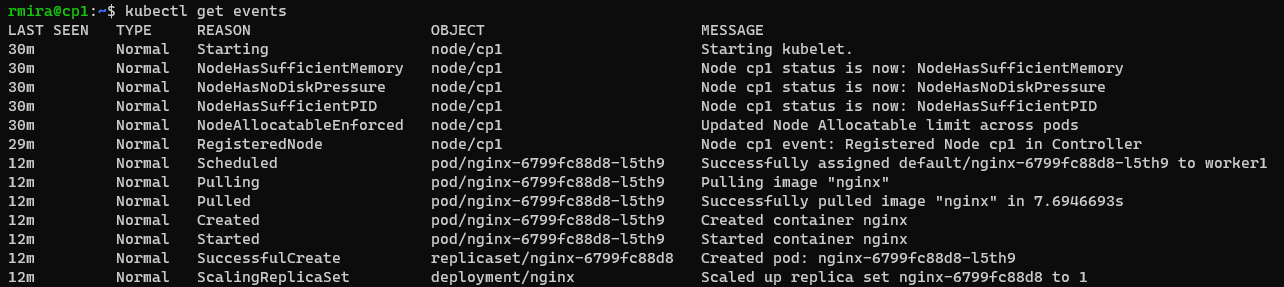 rmira@cp1:~$ kubectl get events
LAST SEEN   TYPE     REASON                    OBJECT                        MESSAGE
30m         Normal   Starting                  node/cp1                      Starting kubelet.
30m         Normal   NodeHasSufficientMemory   node/cp1                      Node cp1 status is now: NodeHasSufficientMemory
30m         Normal   NodeHasNoDiskPressure     node/cp1                      Node cp1 status is now: NodeHasNoDiskPressure
30m         Normal   NodeHasSufficientPID      node/cp1                      Node cp1 status is now: NodeHasSufficientPID
30m         Normal   NodeAllocatableEnforced   node/cp1                      Updated Node Allocatable limit across pods
29m         Normal   RegisteredNode            node/cp1                      Node cp1 event: Registered Node cp1 in Controller
12m         Normal   Scheduled                 pod/nginx-6799fc88d8-l5th9    Successfully assigned default/nginx-6799fc88d8-l5th9 to worker1
12m         Normal   Pulling                   pod/nginx-6799fc88d8-l5th9    Pulling image "nginx"
12m         Normal   Pulled                    pod/nginx-6799fc88d8-l5th9    Successfully pulled image "nginx" in 7.6946693s
12m         Normal   Created                   pod/nginx-6799fc88d8-l5th9    Created container nginx
12m         Normal   Started                   pod/nginx-6799fc88d8-l5th9    Started container nginx
12m         Normal   SuccessfulCreate          replicaset/nginx-6799fc88d8   Created pod: nginx-6799fc88d8-l5th9
12m         Normal   ScalingReplicaSet         deployment/nginx              Scaled up replica set nginx-6799fc88d8 to 1